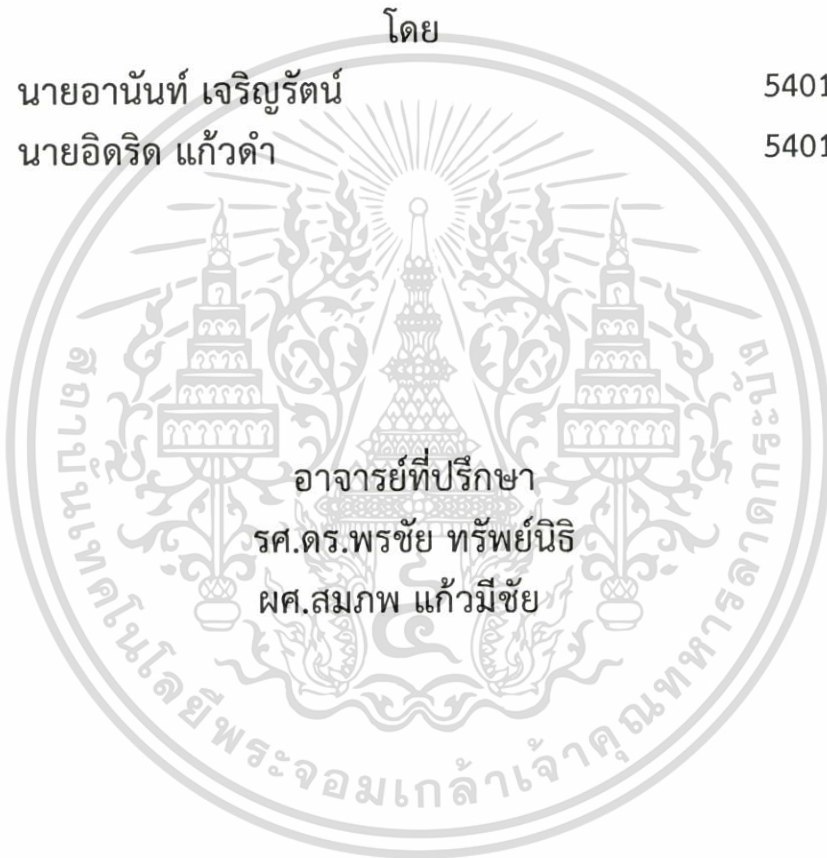 โดย
นายอานันท์ เจริญรัตน์ 5401
นายอิดริด แก้วดำ 5401
อาจารย์ที่ปรึกษา
รศ.ดร.พรชัย ทรัพย์นิธิ
ผศ.สมภพ แก้วมีชัย
สถาบันเทคโนโลยีพระจอมเกล้าเจ้าคุณทหารลาดกระบัง